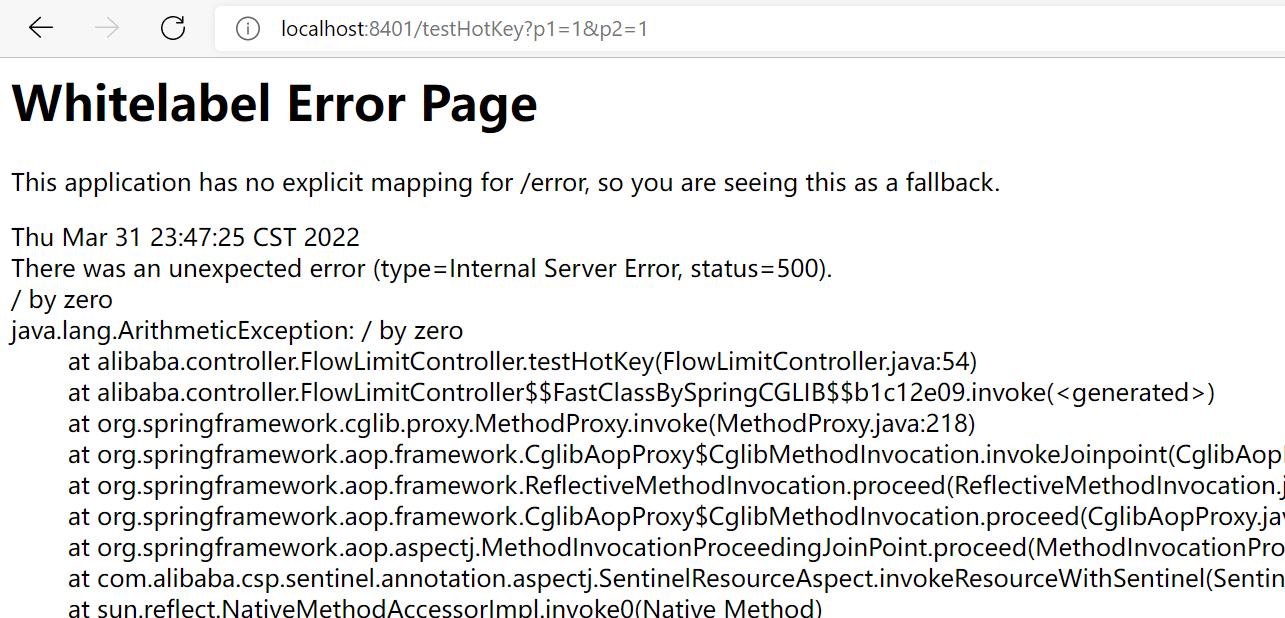 localhost:8401/testHotKey?p1=1&p2=1
Whitelabel Error Page
This application has no explicit mapping for /error, so you are seeing this as a fallback.
Thu Mar 31 23:47:25 CST 2022
There was an unexpected error (type=Internal Server Error, status=500).
/ by zero
java.lang.ArithmeticException: / by zero
at alibaba.controller.FlowLimitController.testHotKey(FlowLimitController.java:54)
at alibaba.controller.FlowLimitController$$FastClassBySpringCGLIB$$b1c12e09.invoke(<generated>)
at org.springframework.cglib.proxy.MethodProxy.invoke(MethodProxy.java:218)
at org.springframework.aop.framework.CglibAopProxy$CglibMethodInvocation.invokeJoinpoint(CglibAop
at org.springframework.aop.framework.ReflectiveMethodInvocation.proceed(ReflectiveMethodInvocation.j
at org.springframework.aop.framework.CglibAopProxy$CglibMethodInvocation.proceed(CglibAopProxy.jav
at org.springframework.aop.aspectj.MethodInvocationProceedingJoinPoint.proceed(MethodInvocationPro
at com.alibaba.csp.sentinel.annotation.aspectj.SentinelResourceAspect.invokeResourceWithSentinel(Sentin
at sun.reflect.NativeMethodAccessorImpl.invoke0(Native Method)